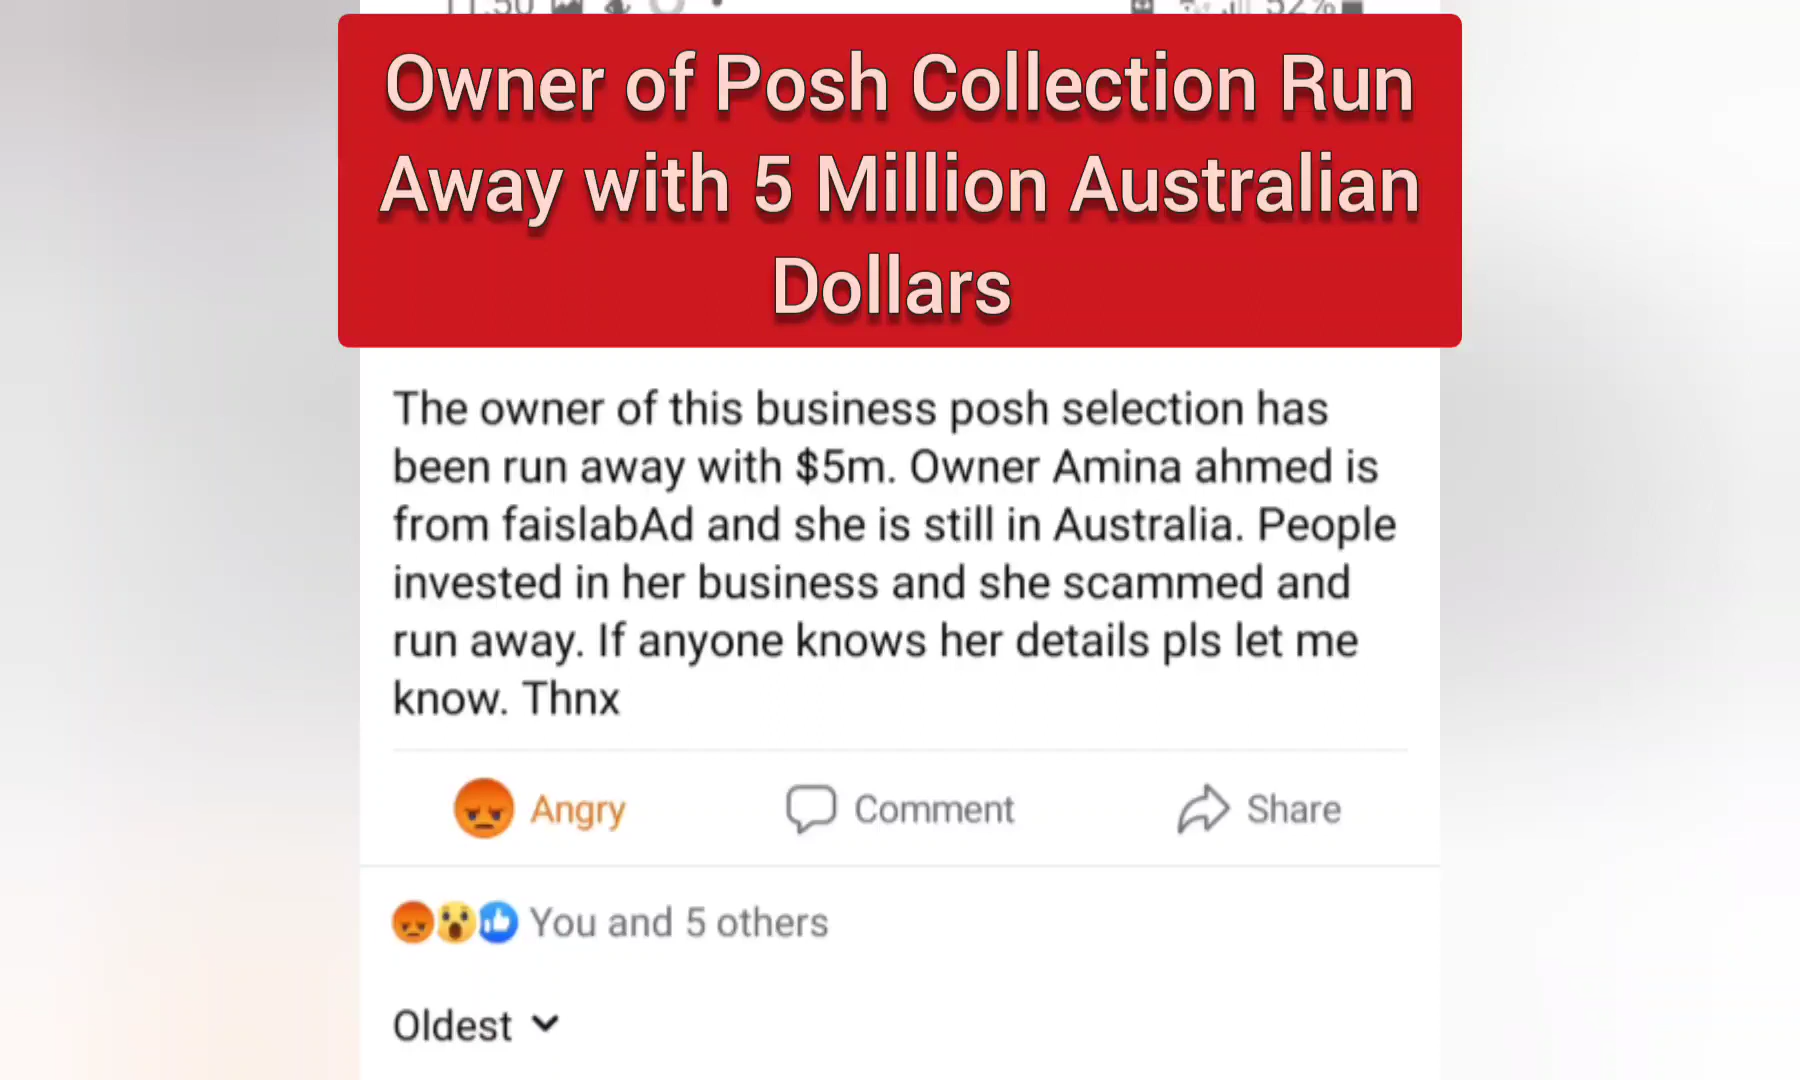 Owner of Posh Collection Run
Away with 5 Million Australian
Dollars
The owner of this business posh selection has
been run away with $5m. Owner Amina ahmed is
from faislabAd and she is still in Australia. People
invested in her business and she scammed and
run away. If anyone knows her details pls let me
know. Thnx
Angry
Comment
Share
You and 5 others
Oldest